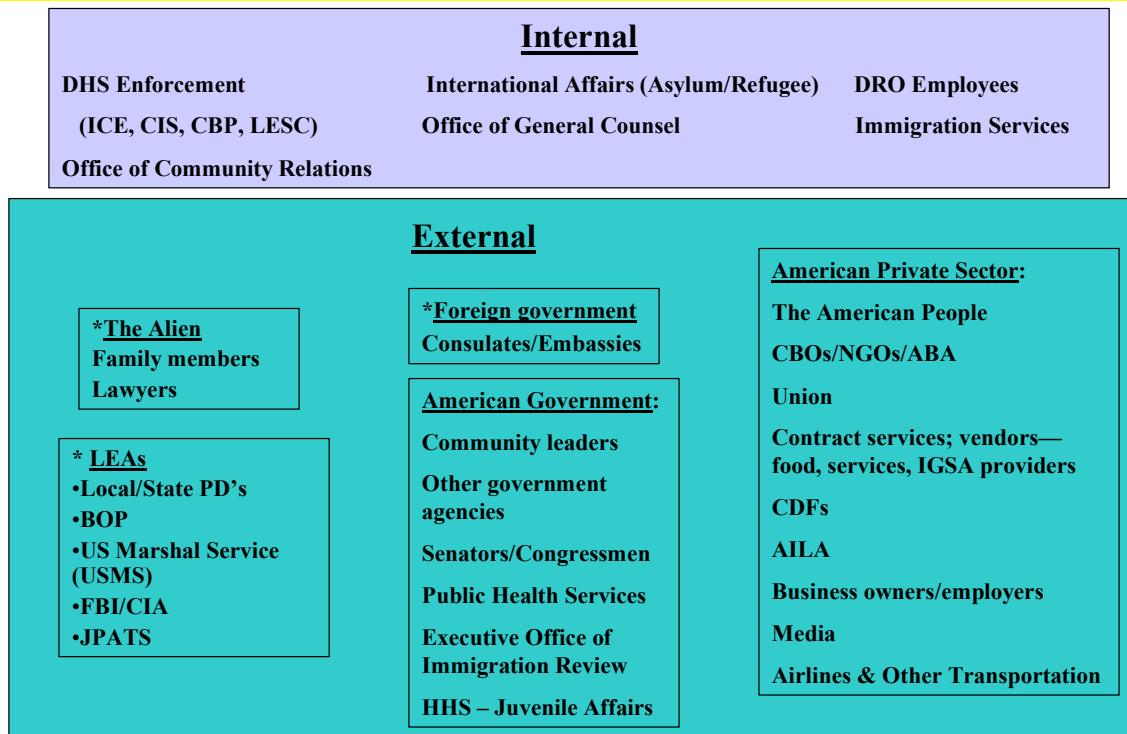 Internal
DHS Enforcement
(ICE, CIS, CBP, LESC)
Office of Community Relations
International Affairs (Asylum/Refugee)
Office of General Counsel
DRO Employees
Immigration Services
External
*The Alien
Family members
Lawyers
* LEAs
•Local/State PD's
•BOP
•US Marshal Service
(USMS)
•FBI/CIA
•JPATS
*Foreign government
Consulates/Embassies
American Government:
Community leaders
Other government
agencies
Senators/Congressmen
Public Health Services
Executive Office of
Immigration Review
HHS – Juvenile Affairs
American Private Sector:
The American People
CBOs/NGOs/ABA
Union
Contract services; vendors—
food, services, IGSA providers
CDFs
AILA
Business owners/employers
Media
Airlines & Other Transportation